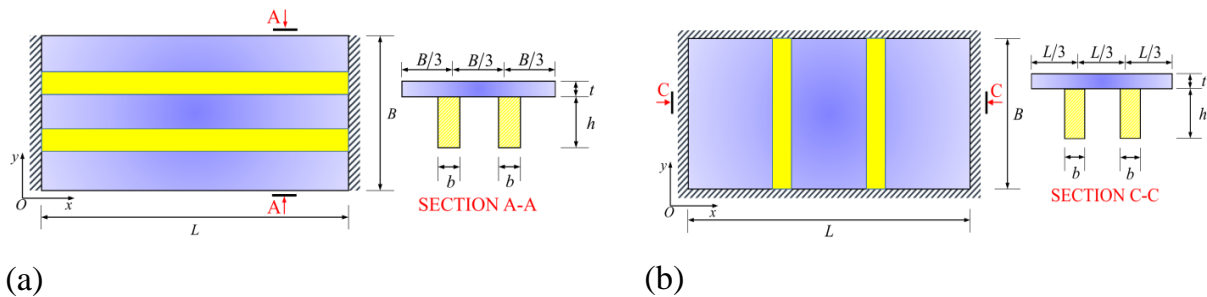 A
B/3 B/3 B/3
t
h
B
b b
SECTION A-A
y
O x
A
L
(a)
C
C
B
L/3 L/3 L/3
t
h
b b
SECTION C-C
y
O x
L
(b)